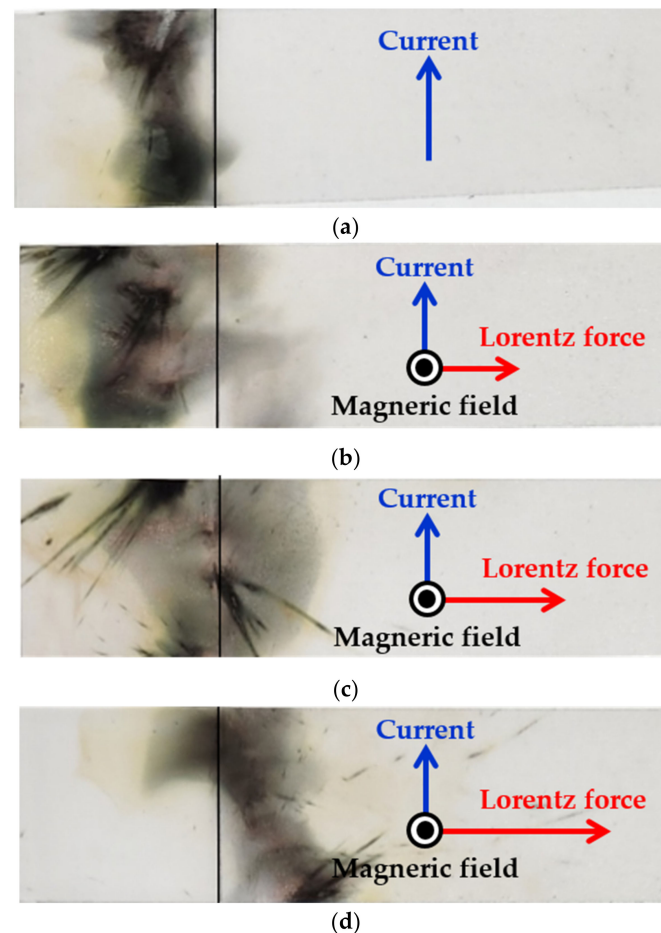 Current
(a)
Current
Lorentz force
Magneric field
(b)
Current
Lorentz force
Magneric field
(c)
Current
Lorentz force
Magneric field
(d)